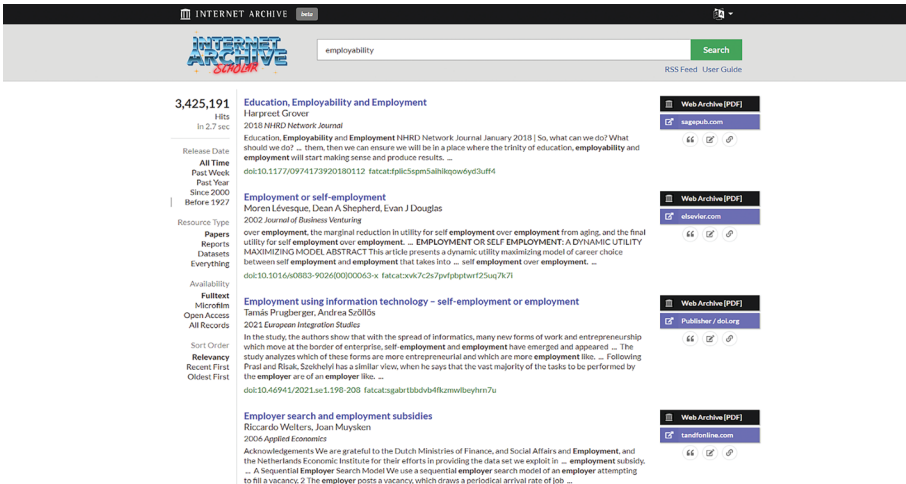 INTERNET ARCHIVE beta
INTERNET
ARCHIVE
SCHOLAR
employability
Search
RSS Feed User Guide
3,425,191
Hits
in 2.7 sec
Release Date
All Time
Past Week
Past Year
Since 2000
Before 1927
Resource Type
Papers
Reports
Datasets
Everything
Availability
Fulltext
Microfilm
Open Access
All Records
Sort Order
Relevancy
Recent First
Oldest First
Education, Employability and Employment
Harpreet Grover
2018 NHRD Network Journal
Education, Employability and Employment NHRD Network Journal January 2018 | So, what can we do? What
should we do? ... them, then we can ensure we will be in a place where the trinity of education, employability and
employment will start making sense and produce results. ...
doi:10.1177/0974173920180112 fatcat:fplic5spm5aihikqow6yd3uff4
Web Archive [PDF]
sagepub.com
Employment or self-employment
Moren Lévesque, Dean A Shepherd, Evan J Douglas
2002 Journal of Business Venturing
over employment, the marginal reduction in utility for self employment over employment from aging, and the final
utility for self employment over employment. ... EMPLOYMENT OR SELF EMPLOYMENT: A DYNAMIC UTILITY
MAXIMIZING MODEL ABSTRACT This article presents a dynamic utility maximizing model of career choice
between self employment and employment that takes into ... self employment over employment. ...
doi:10.1016/s0883-9026(00)00063-x fatcat:xvk7c2s7pvfpbptwrf25uq7k7i
Web Archive [PDF]
elsevier.com
Employment using information technology – self-employment or employment
Tamás Prugberger, Andrea Szöllös
2021 European Integration Studies
In the study, the authors show that with the spread of informatics, many new forms of work and entrepreneurship
which move at the border of enterprise, self-employment and employment have emerged and appeared ... The
study analyzes which of these forms are more entrepreneurial and which are more employment like. ... Following
Prasl and Risak, Szekhelyi has a similar view, when he says that the vast majority of the tasks to be performed by
the employer are of an employer like. ...
doi:10.46941/2021.se1.198-208 fatcat:sgabrtbbdvb4fkzmwlbeyhrn7u
Web Archive [PDF]
Publisher / doi.org
Employer search and employment subsidies
Riccardo Welters, Joan Muysken
2006 Applied Economics
Acknowledgements We are grateful to the Dutch Ministries of Finance, and Social Affairs and Employment, and
the Netherlands Economic Institute for their efforts in providing the data set we exploit in ... employment subsidy,
... A Sequential Employer Search Model We use a sequential employer search model of an employer attempting
to fill a vacancy. 2 The employer posts a vacancy, which draws a periodical arrival rate of job ...
Web Archive [PDF]
tandfonline.com